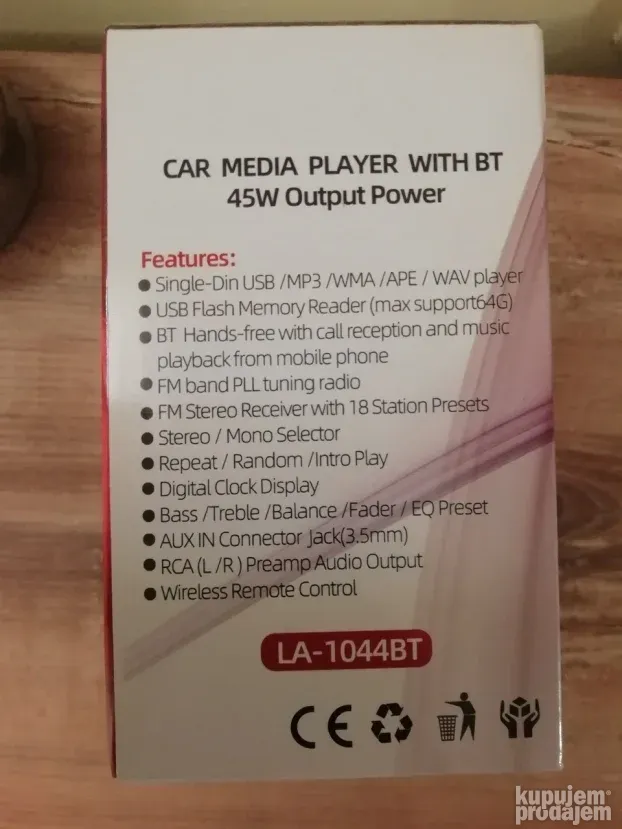 CAR MEDIA PLAYER WITH BT
45W Output Power
Features:
● Single-Din USB /MP3 /WMA /APE / WAV player
● USB Flash Memory Reader (max support64G)
● BT Hands-free with call reception and music
playback from mobile phone
● FM band PLL tuning radio
● FM Stereo Receiver with 18 Station Presets
● Stereo / Mono Selector
● Repeat / Random /Intro Play
● Digital Clock Display
● Bass /Treble /Balance /Fader / EQ Preset
● AUX IN Connector Jack(3.5mm)
● RCA (L /R ) Preamp Audio Output
● Wireless Remote Control
LA-1044BT
CE
kupujem
prodajem